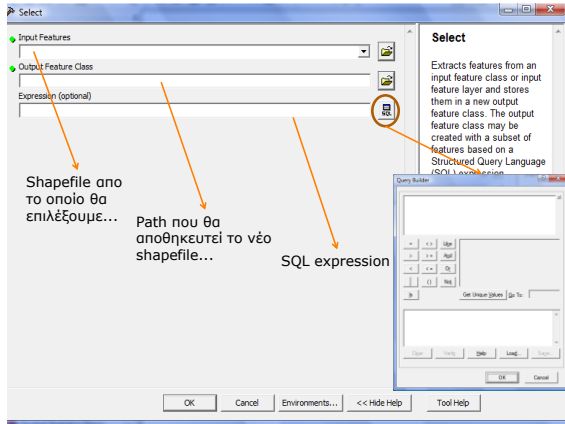 Select
Input Features
Output Feature Class
Expression (optional)
SQL
Select
Extracts features from an
input feature class or input
feature layer and stores
them in a new output
feature class. The output
feature class may be
created with a subset of
features based on a
Structured Query Language
(SQL) expression
Shapefile απο
το οποίο θα
επιλέξουμε...
Path που θα
αποθηκευτεί το νέο
shapefile...
SQL expression
Query Builder
= < > Like
> > = And
< < = Or
() Not
Is
Get Unique Values Go To:
Clear Verify Help Load... Save...
OK Cancel
OK Cancel Environments... << Hide Help Tool Help